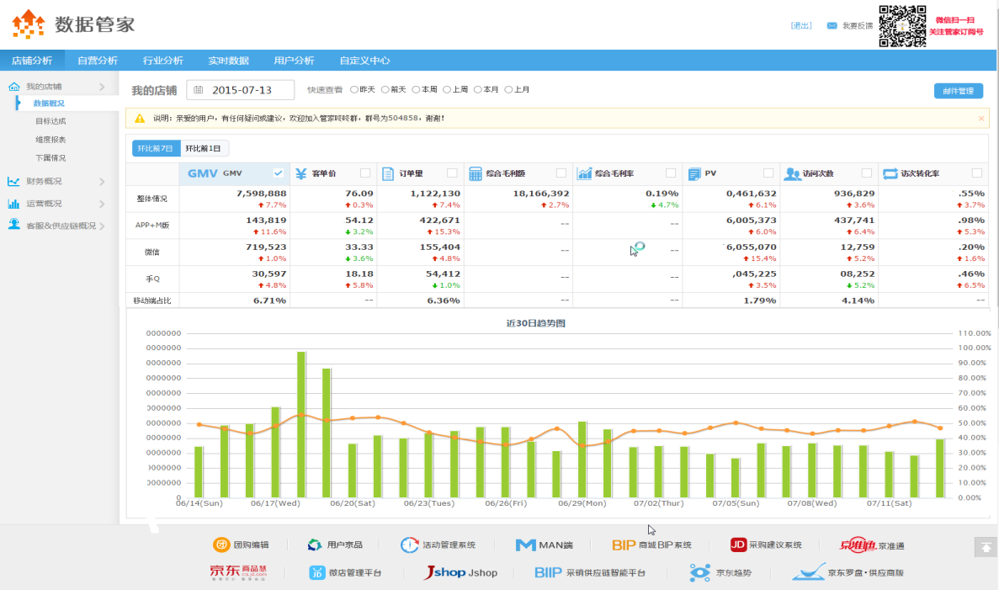 数据管家
[退出] 我要反馈 微信扫一扫
关注管家订阅号
店铺分析 自营分析 行业分析 实时数据 用户分析 自定义中心
我的店铺
数据概况
目标达成
维度报表
下属情况
财务概况
运营概况
客服&供应链概况
我的店铺 2015-07-13 快速查看 昨天 前天 本周 上周 本月 上月 邮件管理
说明：亲爱的用户，有任何疑问或建议，欢迎加入管家咚咚群，群号为504858，谢谢！
环比前7日 环比前1日
GMV GMV 客单价 订单量 综合毛利额 综合毛利率 PV 访问次数 访次转化率
整体情况 7,598,888 76.09 1,122,130 18,166,392 0.19% 0,461,632 936,829 .55%
7.7% 0.3% 7.4% 2.7% 4.7% 6.1% 3.6% 3.7%
APP+M版 143,819 54.12 422,671 -- -- 6,005,373 437,741 .98%
11.6% 3.2% 15.3% 6.0% 6.4% 5.3%
微信 719,523 33.33 155,404 -- -- 6,055,070 12,759 .20%
1.0% 3.6% 4.8% 15.4% 5.2% 1.6%
手Q 30,597 18.18 54,412 -- -- ,045,225 08,252 .46%
4.8% 5.8% 1.0% 3.5% 5.2% 6.5%
移动端占比 6.71% -- 6.36% -- -- 1.79% 4.14% --
近30日趋势图
0000000 110.00%
0000000 100.00%
0000000 90.00%
0000000 80.00%
0000000 70.00%
0000000 60.00%
0000000 50.00%
0000000 40.00%
0000000 30.00%
0000000 20.00%
0000000 10.00%
0 0.00%
06/14(Sun) 06/17(Wed) 06/20(Sat) 06/23(Tues) 06/26(Fri) 06/29(Mon) 07/02(Thur) 07/05(Sun) 07/08(Wed) 07/11(Sat)
团购编辑 用户京品 活动管理系统 MAN端 BIP 商城BIP系统 JD 采购建议系统 京准通 京准通
京东 商品慧 JD 微店管理平台 Jshop Jshop BIIP 采销供应链智能平台 京东趋势 京东罗盘·供应商版